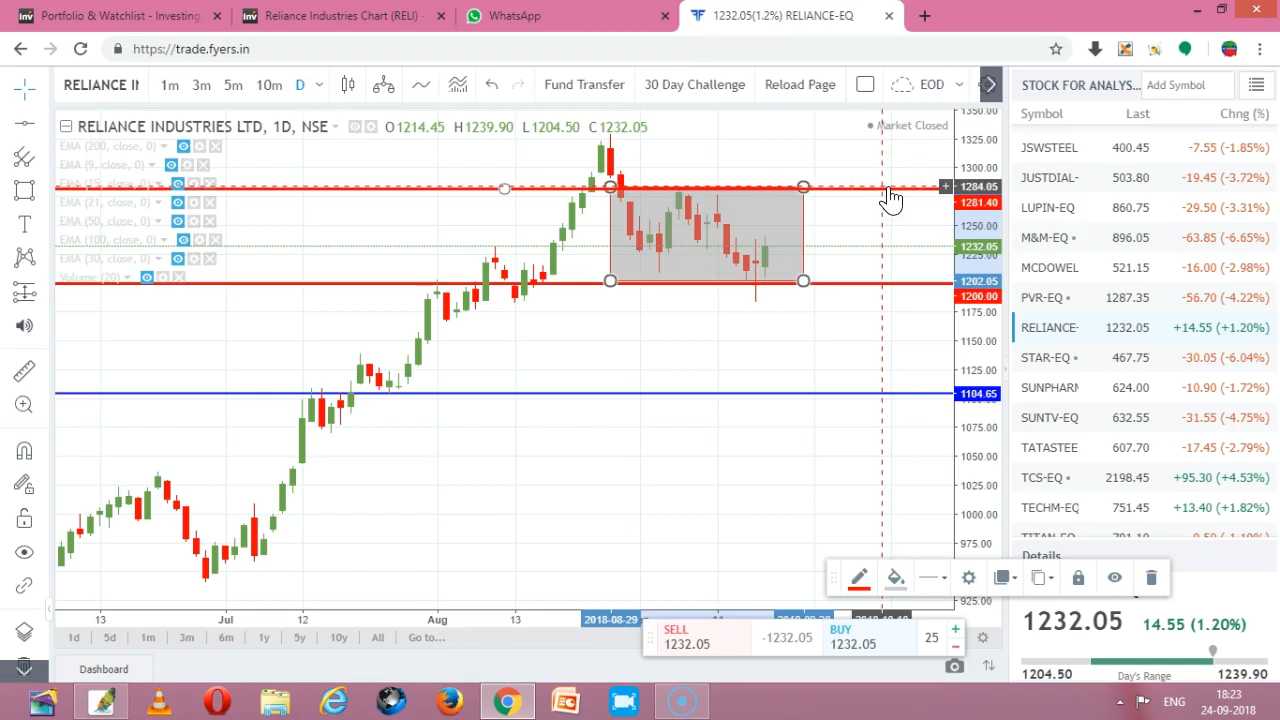 Portfolio & Watchlist - Investing.
Reliance Industries Chart (RELI) -
WhatsApp
1232.05(1.2%) RELIANCE-EQ
https://trade.fyers.in
RELIANCE IN
1m 3m 5m 10m D
Fund Transfer
30 Day Challenge
Reload Page
EOD
RELIANCE INDUSTRIES LTD, 1D, NSE
O1214.45 H1239.90 L1204.50 C1232.05
Market Closed
EMA (200, close, 0)
EMA (9, close, 0)
EMA (15, close, 0)
EMA (21, close, 0)
EMA (50, close, 0)
EMA (100, close, 0)
EMA (30, close, 0)
Volume (20)
1350.00
1325.00
1300.00
1284.05
1281.40
1250.00
1232.05
1225.00
1202.05
1200.00
1175.00
1150.00
1125.00
1104.65
1075.00
1050.00
1025.00
1000.00
975.00
925.00
13 Jul 12 Aug 13 2018-08-29
1d 5d 1m 3m 6m 1y 5y 10y All Go to...
SELL
1232.05
-1232.05
BUY
1232.05
25
Dashboard
STOCK FOR ANALYS...
Add Symbol
Symbol Last Chng (%)
JSWSTEEL 400.45 -7.55 (-1.85%)
JUSTDIAL- 503.80 -19.45 (-3.72%)
LUPIN-EQ 860.75 -29.50 (-3.31%)
M&M-EQ 896.05 -63.85 (-6.65%)
MCDOWEL 521.15 -16.00 (-2.98%)
PVR-EQ 1287.35 -56.70 (-4.22%)
RELIANCE- 1232.05 +14.55 (+1.20%)
STAR-EQ 467.75 -30.05 (-6.04%)
SUNPHARM 624.00 -10.90 (-1.72%)
SUNTV-EQ 632.55 -31.55 (-4.75%)
TATASTEE 607.70 -17.45 (-2.79%)
TCS-EQ 2198.45 +95.30 (+4.53%)
TECHM-EQ 751.45 +13.40 (+1.82%)
Details
1232.05 14.55 (1.20%)
1204.50 Day's Range 1239.90
ENG
18:23
24-09-2018